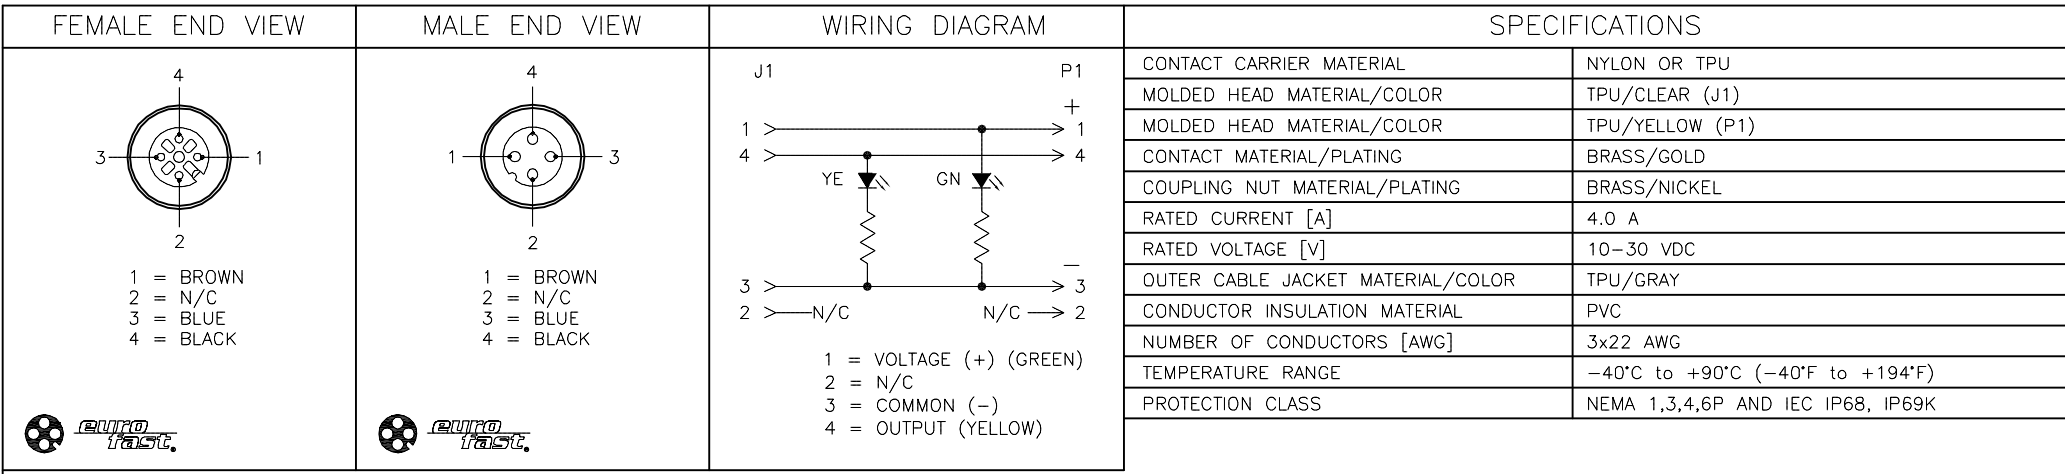 FEMALE END VIEW
MALE END VIEW
WIRING DIAGRAM
SPECIFICATIONS
4
3
1
2
1 = BROWN
2 = N/C
3 = BLUE
4 = BLACK
euro
fast.
4
1
3
2
1 = BROWN
2 = N/C
3 = BLUE
4 = BLACK
euro
fast.
J1 P1
+
1 1
4 4
YE GN
−
3 3
2 N/C N/C 2
1 = VOLTAGE (+) (GREEN)
2 = N/C
3 = COMMON (−)
4 = OUTPUT (YELLOW)
CONTACT CARRIER MATERIAL NYLON OR TPU
MOLDED HEAD MATERIAL/COLOR TPU/CLEAR (J1)
MOLDED HEAD MATERIAL/COLOR TPU/YELLOW (P1)
CONTACT MATERIAL/PLATING BRASS/GOLD
COUPLING NUT MATERIAL/PLATING BRASS/NICKEL
RATED CURRENT [A] 4.0 A
RATED VOLTAGE [V] 10−30 VDC
OUTER CABLE JACKET MATERIAL/COLOR TPU/GRAY
CONDUCTOR INSULATION MATERIAL PVC
NUMBER OF CONDUCTORS [AWG] 3x22 AWG
TEMPERATURE RANGE −40°C to +90°C (−40°F to +194°F)
PROTECTION CLASS NEMA 1,3,4,6P AND IEC IP68, IP69K